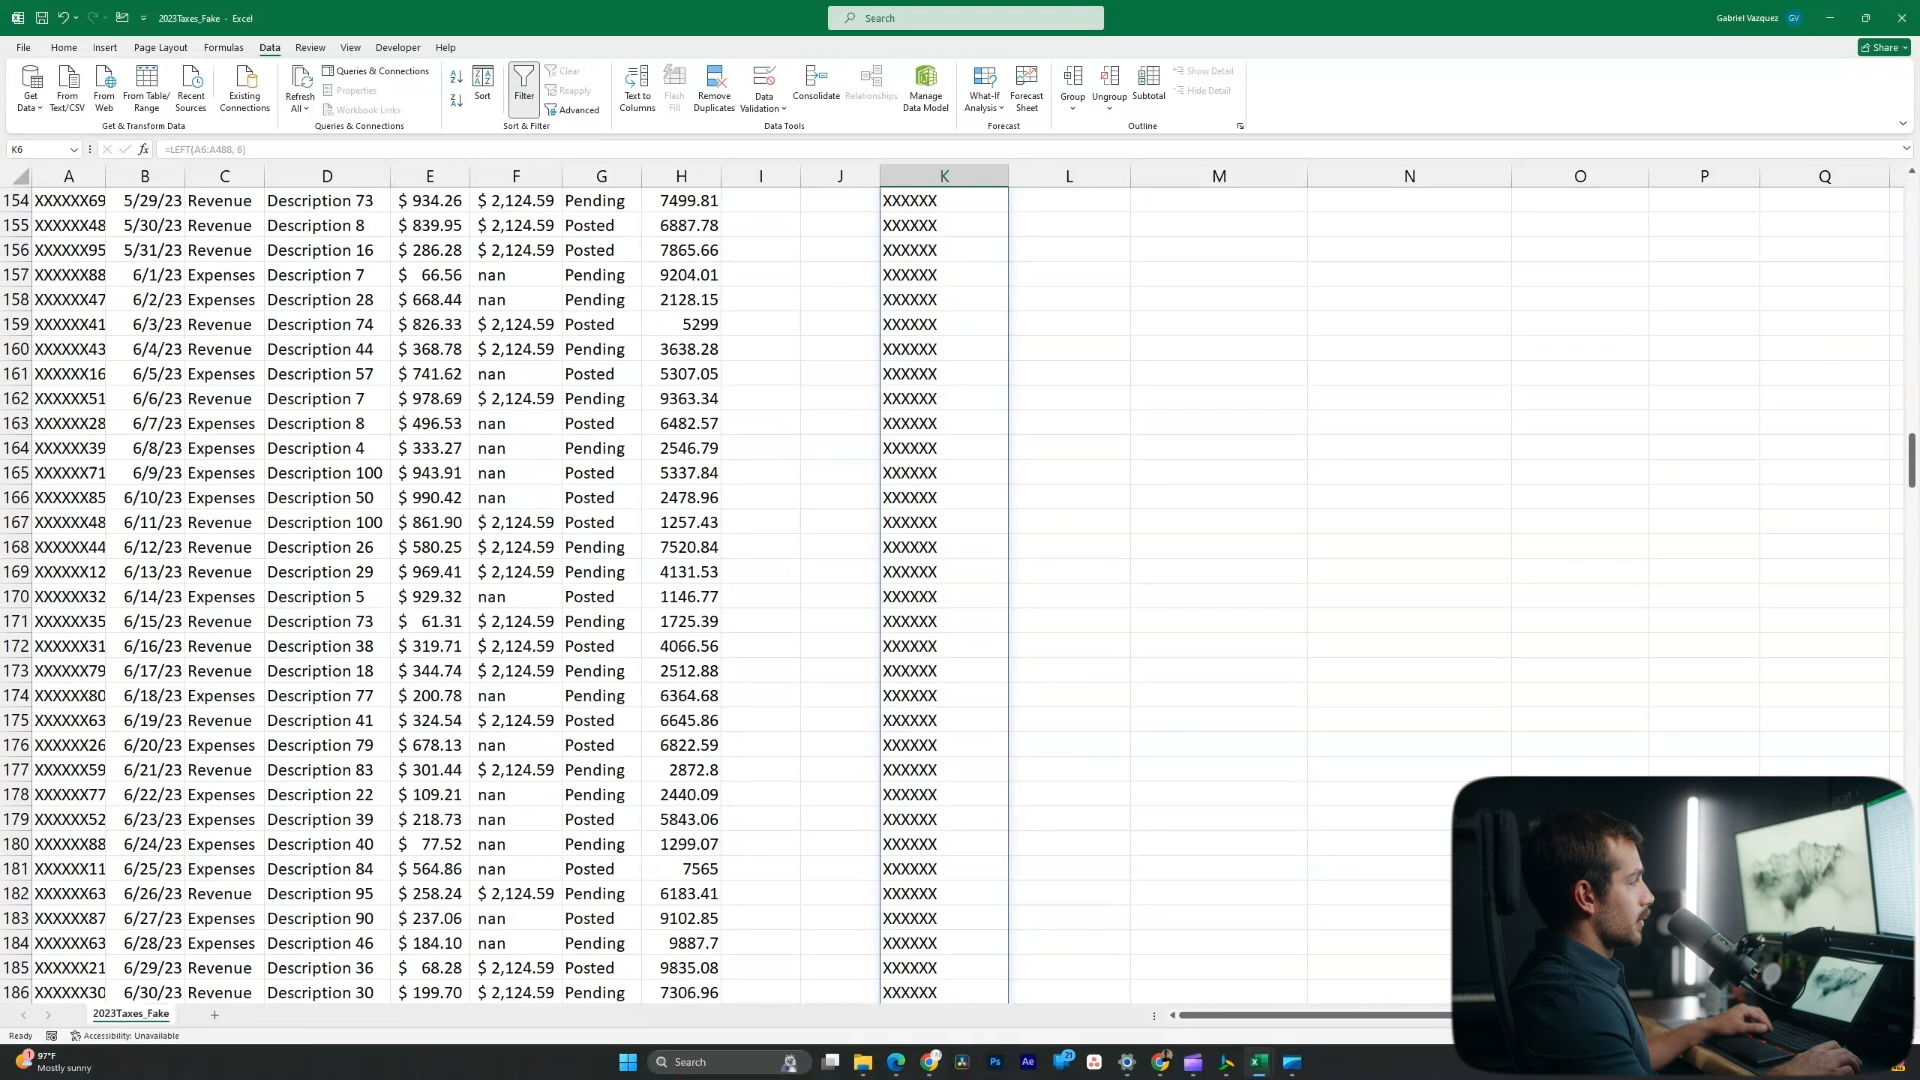 2023Taxes_Fake - Excel
Search
Gabriel Vazquez GV
File Home Insert Page Layout Formulas Data Review View Developer Help
Share
Get Data
From Text/CSV
From Web
From Table/Range
Recent Sources
Existing Connections
Get & Transform Data
Refresh All
Queries & Connections
Properties
Workbook Links
Queries & Connections
Sort
Filter
Clear
Reapply
Advanced
Sort & Filter
Text to Columns
Flash Fill
Remove Duplicates
Data Validation
Consolidate
Relationships
Manage Data Model
Data Tools
What-If Analysis
Forecast Sheet
Forecast
Group
Ungroup
Subtotal
Show Detail
Hide Detail
Outline
K6 fx =LEFT(A6:A488, 6)
A B C D E F G H I J K L M N O P Q
154 XXXXXX69 5/29/23 Revenue Description 73 $ 934.26 $ 2,124.59 Pending 7499.81 XXXXXX
155 XXXXXX48 5/30/23 Revenue Description 8 $ 839.95 $ 2,124.59 Posted 6887.78 XXXXXX
156 XXXXXX95 5/31/23 Revenue Description 16 $ 286.28 $ 2,124.59 Posted 7865.66 XXXXXX
157 XXXXXX88 6/1/23 Expenses Description 7 $ 66.56 nan Pending 9204.01 XXXXXX
158 XXXXXX47 6/2/23 Expenses Description 28 $ 668.44 nan Pending 2128.15 XXXXXX
159 XXXXXX41 6/3/23 Revenue Description 74 $ 826.33 $ 2,124.59 Posted 5299 XXXXXX
160 XXXXXX43 6/4/23 Revenue Description 44 $ 368.78 $ 2,124.59 Pending 3638.28 XXXXXX
161 XXXXXX16 6/5/23 Expenses Description 57 $ 741.62 nan Posted 5307.05 XXXXXX
162 XXXXXX51 6/6/23 Revenue Description 7 $ 978.69 $ 2,124.59 Pending 9363.34 XXXXXX
163 XXXXXX28 6/7/23 Expenses Description 8 $ 496.53 nan Posted 6482.57 XXXXXX
164 XXXXXX39 6/8/23 Expenses Description 4 $ 333.27 nan Pending 2546.79 XXXXXX
165 XXXXXX71 6/9/23 Expenses Description 100 $ 943.91 nan Posted 5337.84 XXXXXX
166 XXXXXX85 6/10/23 Expenses Description 50 $ 990.42 nan Posted 2478.96 XXXXXX
167 XXXXXX48 6/11/23 Revenue Description 100 $ 861.90 $ 2,124.59 Posted 1257.43 XXXXXX
168 XXXXXX44 6/12/23 Revenue Description 26 $ 580.25 $ 2,124.59 Pending 7520.84 XXXXXX
169 XXXXXX12 6/13/23 Revenue Description 29 $ 969.41 $ 2,124.59 Pending 4131.53 XXXXXX
170 XXXXXX32 6/14/23 Expenses Description 5 $ 929.32 nan Posted 1146.77 XXXXXX
171 XXXXXX35 6/15/23 Revenue Description 73 $ 61.31 $ 2,124.59 Pending 1725.39 XXXXXX
172 XXXXXX31 6/16/23 Revenue Description 38 $ 319.71 $ 2,124.59 Posted 4066.56 XXXXXX
173 XXXXXX79 6/17/23 Revenue Description 18 $ 344.74 $ 2,124.59 Pending 2512.88 XXXXXX
174 XXXXXX80 6/18/23 Expenses Description 77 $ 200.78 nan Pending 6364.68 XXXXXX
175 XXXXXX63 6/19/23 Revenue Description 41 $ 324.54 $ 2,124.59 Posted 6645.86 XXXXXX
176 XXXXXX26 6/20/23 Expenses Description 79 $ 678.13 nan Posted 6822.59 XXXXXX
177 XXXXXX59 6/21/23 Revenue Description 83 $ 301.44 $ 2,124.59 Pending 2872.8 XXXXXX
178 XXXXXX77 6/22/23 Expenses Description 22 $ 109.21 nan Pending 2440.09 XXXXXX
179 XXXXXX52 6/23/23 Expenses Description 39 $ 218.73 nan Posted 5843.06 XXXXXX
180 XXXXXX88 6/24/23 Expenses Description 40 $ 77.52 nan Pending 1299.07 XXXXXX
181 XXXXXX11 6/25/23 Expenses Description 84 $ 564.86 nan Posted 7565 XXXXXX
182 XXXXXX63 6/26/23 Revenue Description 95 $ 258.24 $ 2,124.59 Pending 6183.41 XXXXXX
183 XXXXXX87 6/27/23 Expenses Description 90 $ 237.06 nan Posted 9102.85 XXXXXX
184 XXXXXX63 6/28/23 Expenses Description 46 $ 184.10 nan Pending 9887.7 XXXXXX
185 XXXXXX21 6/29/23 Revenue Description 36 $ 68.28 $ 2,124.59 Posted 9835.08 XXXXXX
186 XXXXXX30 6/30/23 Revenue Description 30 $ 199.70 $ 2,124.59 Pending 7306.96 XXXXXX
2023Taxes_Fake
Ready Accessibility: Unavailable
97°F
Mostly sunny
Search
Ps Ae 21